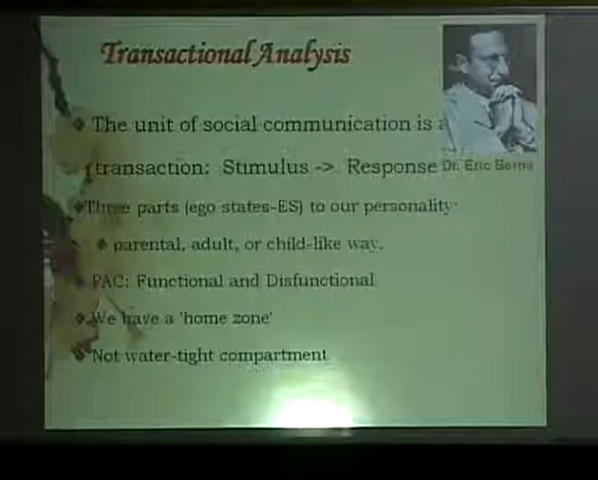 Transactional Analysis
The unit of social communication is a
transaction: Stimulus -> Response
Dr. Eric Berne
Three parts (ego states-ES) to our personality:
parental, adult, or child-like way.
PAC: Functional and Disfunctional
We have a 'home zone'
Not water-tight compartment